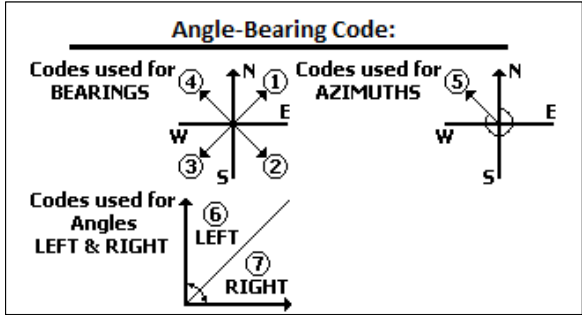 Angle-Bearing Code:
Codes used for
BEARINGS
4
N
1
E
W
3
S
2
Codes used for
AZIMUTHS
5
N
E
W
S
Codes used for
Angles
LEFT & RIGHT
6
LEFT
7
RIGHT